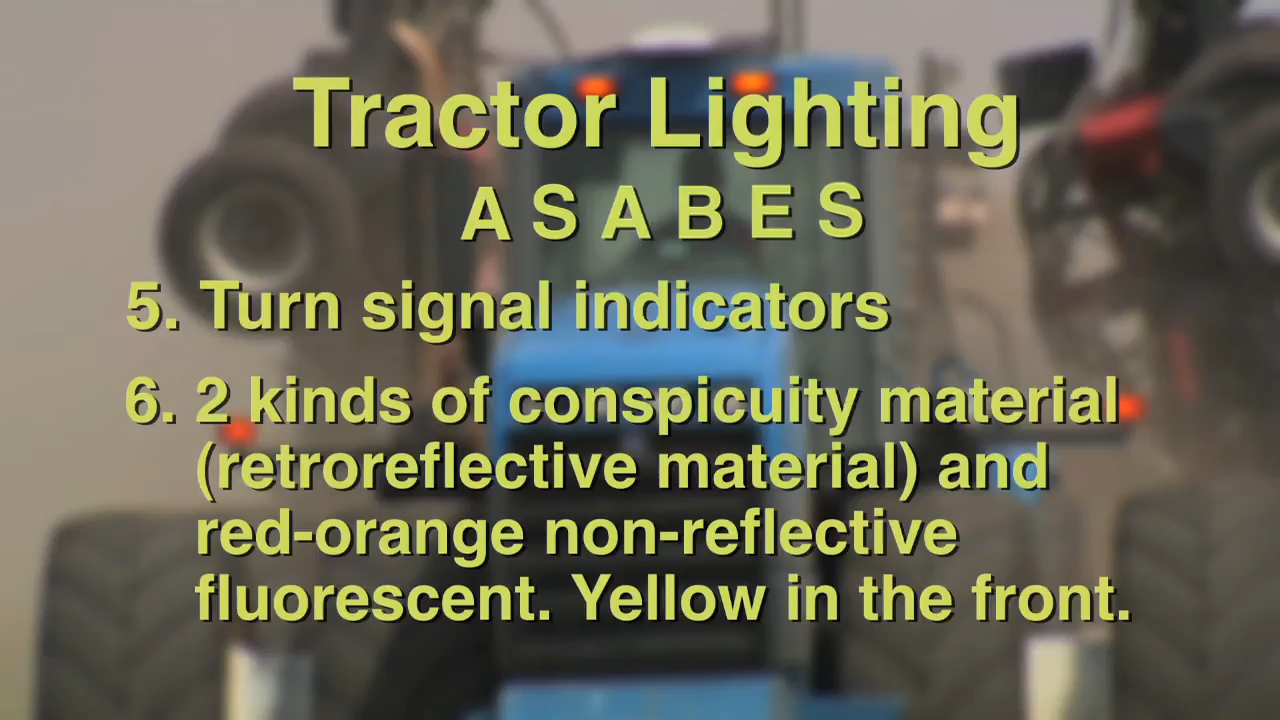 Tractor Lighting
A S A B E S
5. Turn signal indicators
6. 2 kinds of conspicuity material
(retroreflective material) and
red-orange non-reflective
fluorescent. Yellow in the front.